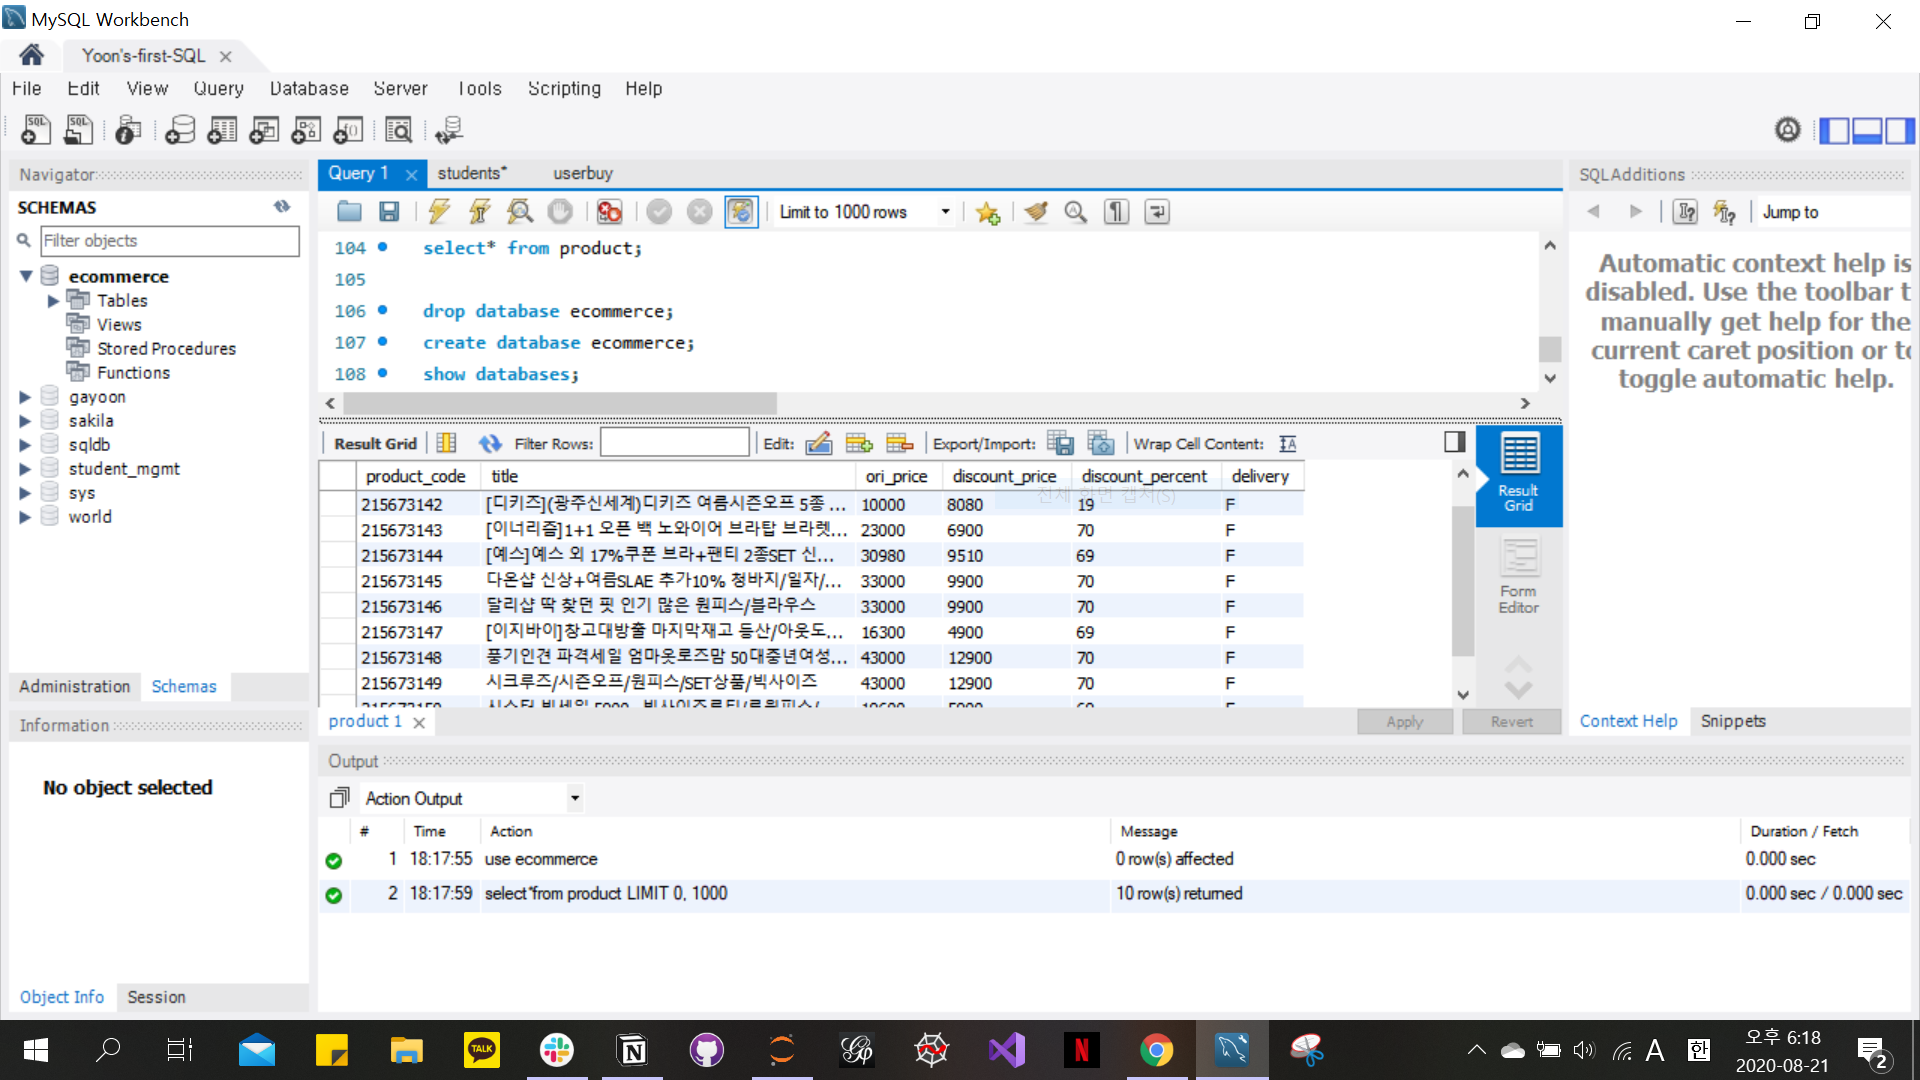 MySQL Workbench
Yoon's-first-SQL
File Edit View Query Database Server Tools Scripting Help
Navigator
SCHEMAS
Filter objects
ecommerce
Tables
Views
Stored Procedures
Functions
gayoon
sakila
sqldb
student_mgmt
sys
world
Administration Schemas
Information
No object selected
Object Info Session
Query 1 students* userbuy
Limit to 1000 rows
104 select* from product;
105
106 drop database ecommerce;
107 create database ecommerce;
108 show databases;
Result Grid Filter Rows: Edit: Export/Import: Wrap Cell Content:
product_code title ori_price discount_price discount_percent delivery
전체 화면 캡처(S)
215673142 [디키즈](광주신세계)디키즈 여름시즌오프 5종 ... 10000 8080 19 F
215673143 [이너리즘]1+1 오픈 백 노와이어 브라탑 브라렛... 23000 6900 70 F
215673144 [예스]예스 외 17%쿠폰 브라+팬티 2종SET 신... 30980 9510 69 F
215673145 다온샵 신상+여름SLAE 추가10% 청바지/일자/... 33000 9900 70 F
215673146 달리샵 딱 찾던 핏 인기 많은 원피스/블라우스 33000 9900 70 F
215673147 [이지바이]창고대방출 마지막재고 등산/아웃도... 16300 4900 69 F
215673148 풍기인견 파격세일 엄마옷로즈맘 50대중년여성... 43000 12900 70 F
215673149 시크루즈/시즌오프/원피스/SET상품/빅사이즈 43000 12900 70 F
Result Grid
Form Editor
product 1
Apply Revert
SQLAdditions
Jump to
Automatic context help is
disabled. Use the toolbar t
manually get help for the
current caret position or to
toggle automatic help.
Context Help Snippets
Output
Action Output
# Time Action Message Duration / Fetch
1 18:17:55 use ecommerce 0 row(s) affected 0.000 sec
2 18:17:59 select*from product LIMIT 0, 1000 10 row(s) returned 0.000 sec / 0.000 sec
TALK
A 한
오후 6:18
2020-08-21
2